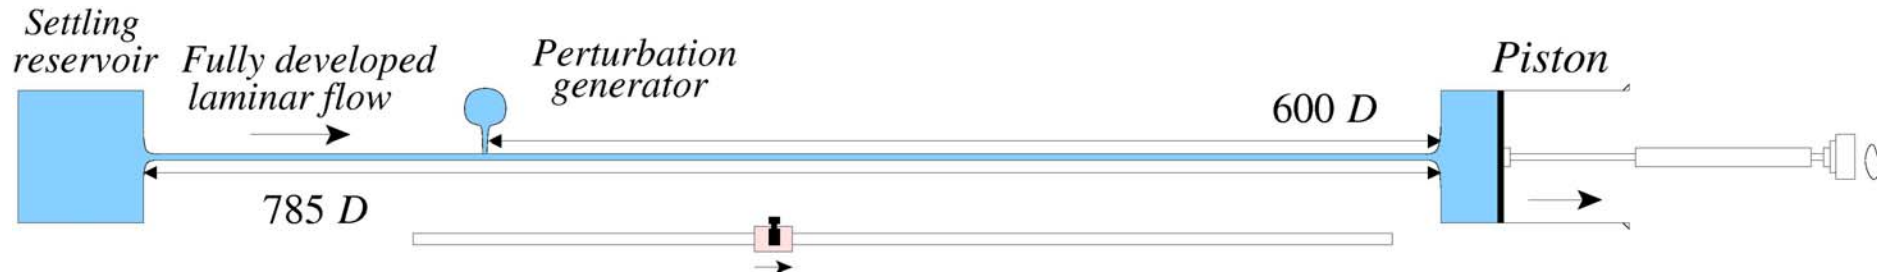 Settling
reservoir
Fully developed
laminar flow
Perturbation
generator
Piston
600 D
785 D